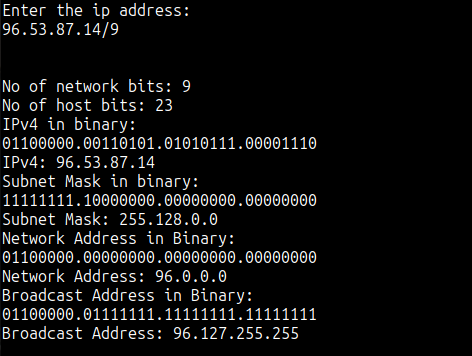 Enter the ip address:
96.53.87.14/9
No of network bits: 9
No of host bits: 23
IPv4 in binary:
01100000.00110101.01010111.00001110
IPv4: 96.53.87.14
Subnet Mask in binary:
11111111.10000000.00000000.00000000
Subnet Mask: 255.128.0.0
Network Address in Binary:
01100000.00000000.00000000.00000000
Network Address: 96.0.0.0
Broadcast Address in Binary:
01100000.01111111.11111111.11111111
Broadcast Address: 96.127.255.255